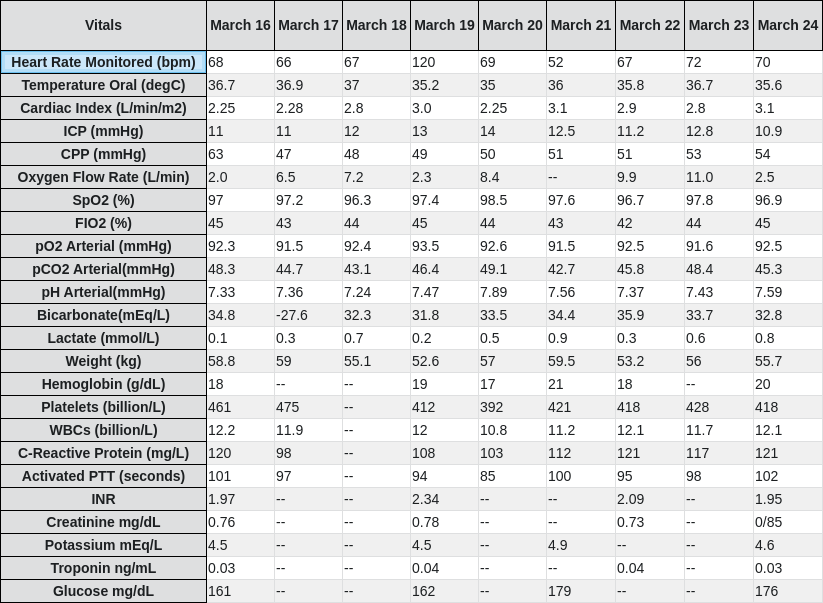 Vitals March 16 March 17 March 18 March 19 March 20 March 21 March 22 March 23 March 24
Heart Rate Monitored (bpm) 68 66 67 120 69 52 67 72 70
Temperature Oral (degC) 36.7 36.9 37 35.2 35 36 35.8 36.7 35.6
Cardiac Index (L/min/m2) 2.25 2.28 2.8 3.0 2.25 3.1 2.9 2.8 3.1
ICP (mmHg) 11 11 12 13 14 12.5 11.2 12.8 10.9
CPP (mmHg) 63 47 48 49 50 51 51 53 54
Oxygen Flow Rate (L/min) 2.0 6.5 7.2 2.3 8.4 -- 9.9 11.0 2.5
SpO2 (%) 97 97.2 96.3 97.4 98.5 97.6 96.7 97.8 96.9
FIO2 (%) 45 43 44 45 44 43 42 44 45
pO2 Arterial (mmHg) 92.3 91.5 92.4 93.5 92.6 91.5 92.5 91.6 92.5
pCO2 Arterial(mmHg) 48.3 44.7 43.1 46.4 49.1 42.7 45.8 48.4 45.3
pH Arterial(mmHg) 7.33 7.36 7.24 7.47 7.89 7.56 7.37 7.43 7.59
Bicarbonate(mEq/L) 34.8 -27.6 32.3 31.8 33.5 34.4 35.9 33.7 32.8
Lactate (mmol/L) 0.1 0.3 0.7 0.2 0.5 0.9 0.3 0.6 0.8
Weight (kg) 58.8 59 55.1 52.6 57 59.5 53.2 56 55.7
Hemoglobin (g/dL) 18 -- -- 19 17 21 18 -- 20
Platelets (billion/L) 461 475 -- 412 392 421 418 428 418
WBCs (billion/L) 12.2 11.9 -- 12 10.8 11.2 12.1 11.7 12.1
C-Reactive Protein (mg/L) 120 98 -- 108 103 112 121 117 121
Activated PTT (seconds) 101 97 -- 94 85 100 95 98 102
INR 1.97 -- -- 2.34 -- -- 2.09 -- 1.95
Creatinine mg/dL 0.76 -- -- 0.78 -- -- 0.73 -- 0/85
Potassium mEq/L 4.5 -- -- 4.5 -- 4.9 -- -- 4.6
Troponin ng/mL 0.03 -- -- 0.04 -- -- 0.04 -- 0.03
Glucose mg/dL 161 -- -- 162 -- 179 -- -- 176